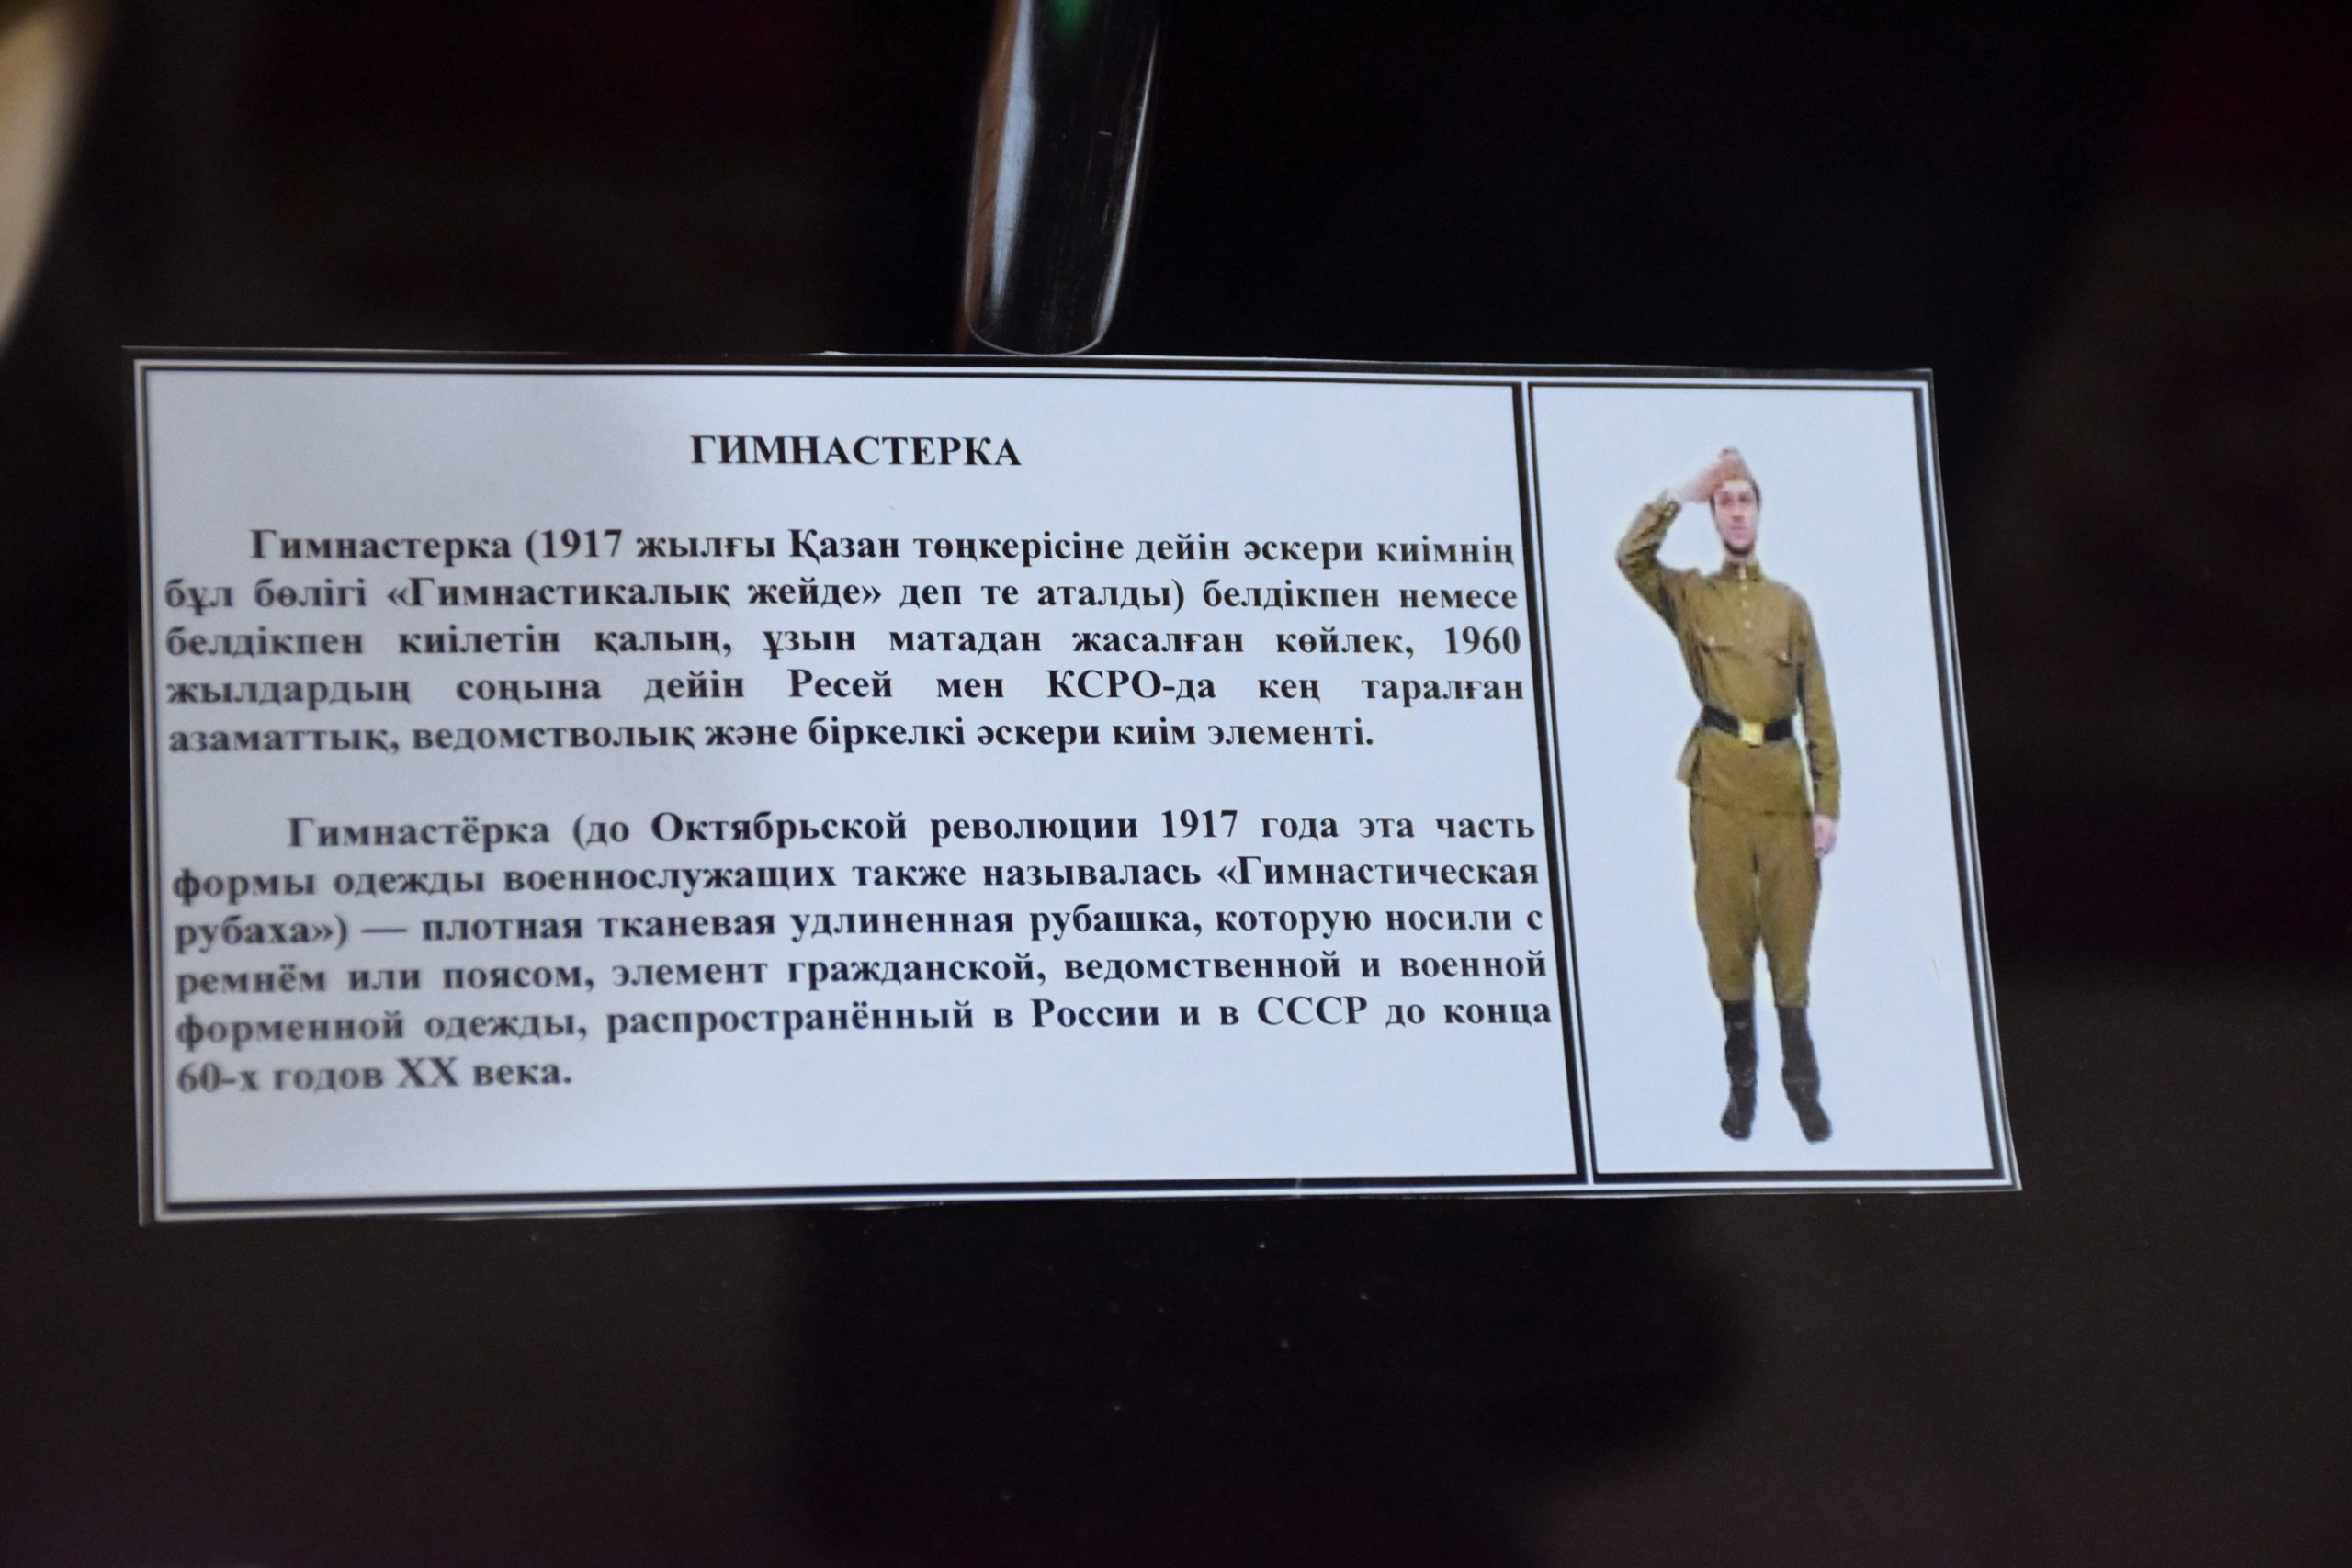 ГИМНАСТЕРКА
Гимнастерка (1917 жылғы Қазан төңкерісіне дейін әскери киімнің
бұл бөлігі «Гимнастикалық жейде» деп те аталды) белдікпен немесе
белдікпен киілетін қалың, ұзын матадан жасалған көйлек, 1960
жылдардың соңына дейін Ресей мен КСРО-да кең таралған
азаматтық, ведомстволық және біркелкі әскери киім элементі.
Гимнастёрка (до Октябрьской революции 1917 года эта часть
формы одежды военнослужащих также называлась «Гимнастическая
рубаха») — плотная тканевая удлиненная рубашка, которую носили с
ремнём или поясом, элемент гражданской, ведомственной и военной
форменной одежды, распространённый в России и в СССР до конца
60-х годов XX века.